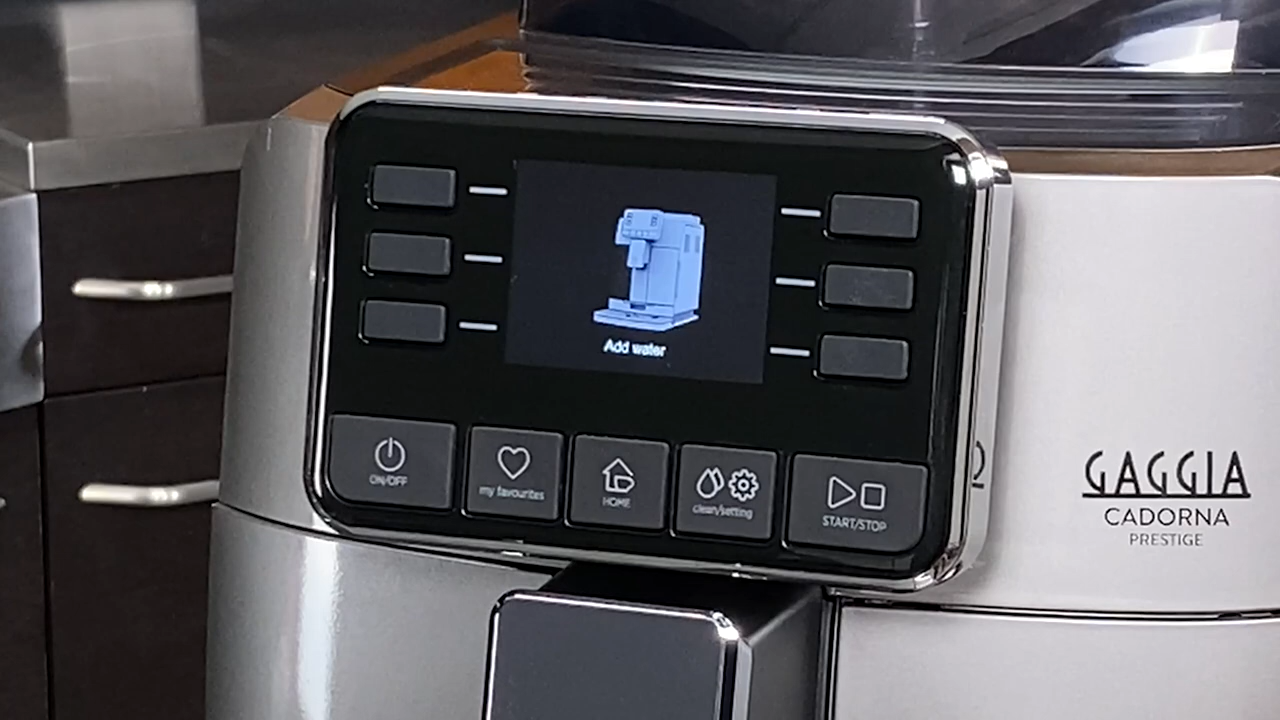 Add water
ON/OFF
my favourites
HOME
clean/setting
START/STOP
GAGGIA
CADORNA
PRESTIGE